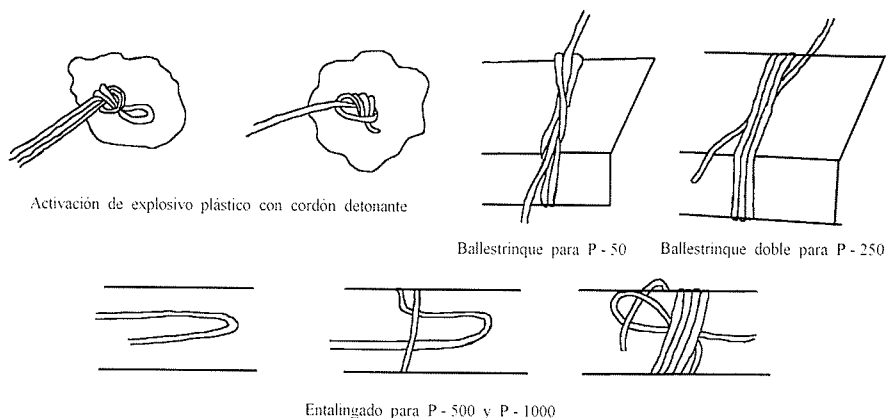 Activación de explosivo plástico con cordón detonante
Ballestrinque para P - 50
Ballestrinque doble para P - 250
Entalingado para P - 500 y P - 1000